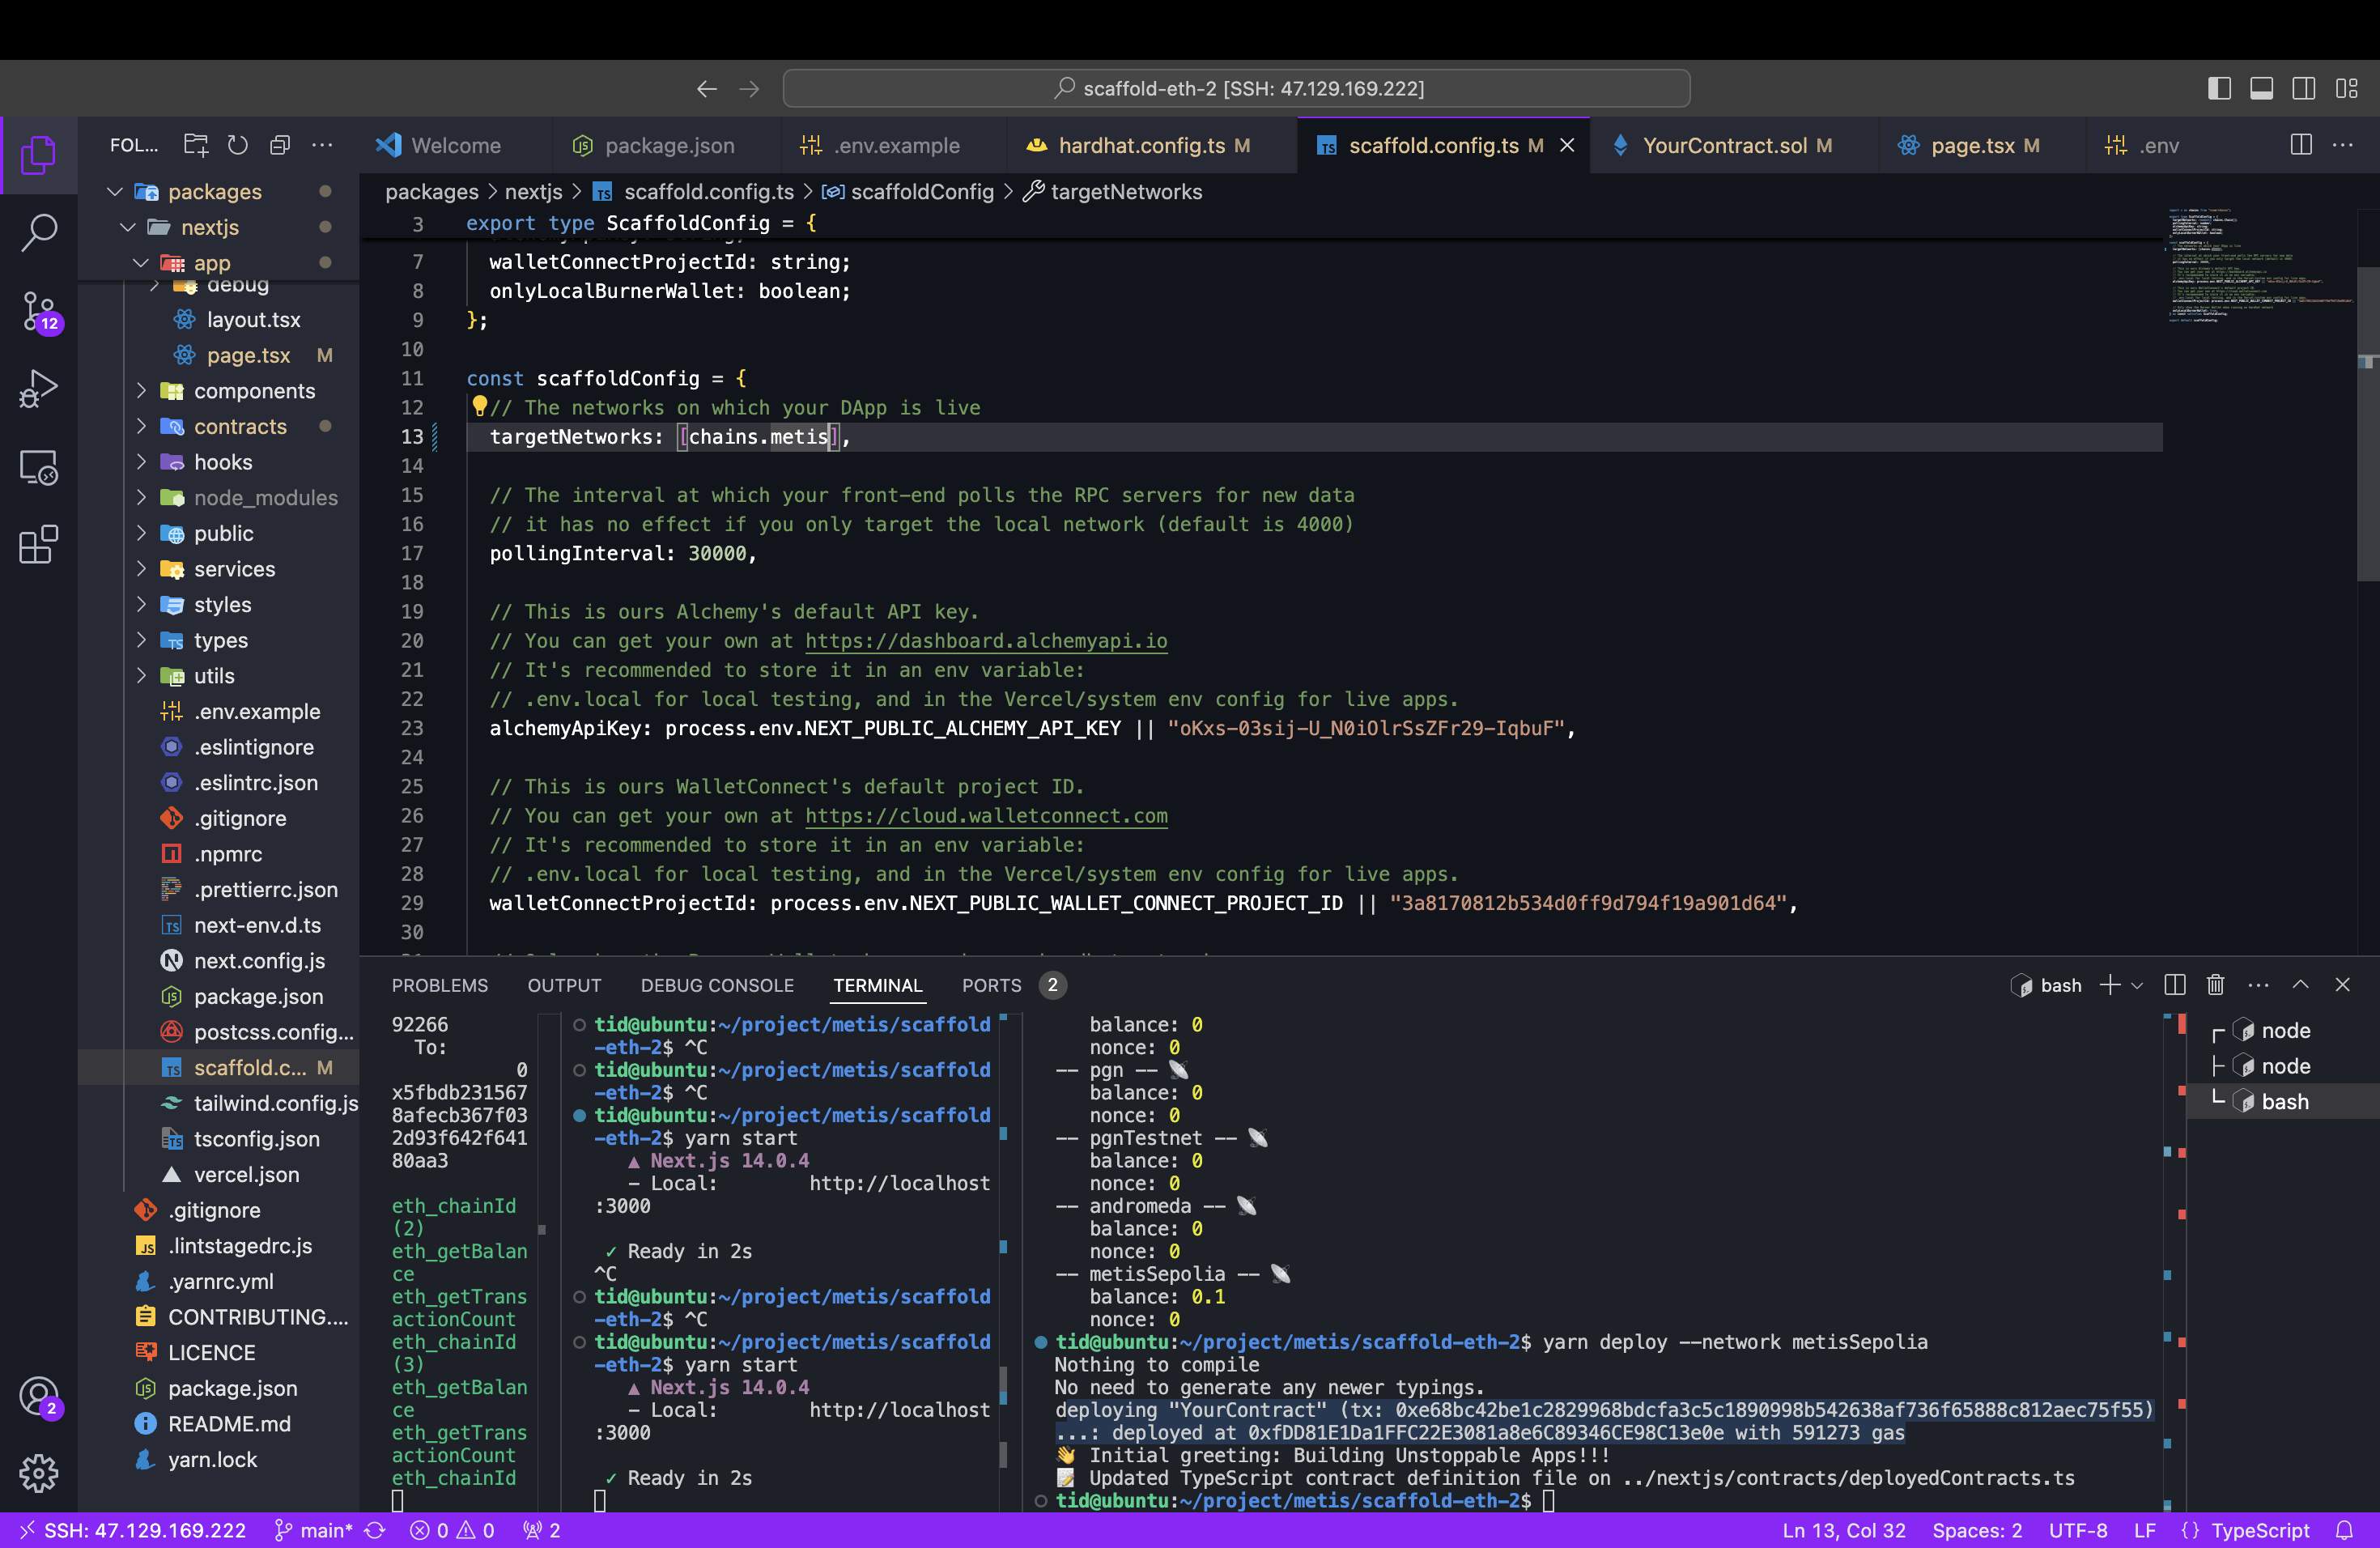 scaffold-eth-2 [SSH: 47.129.169.222]
FOL...
Welcome
package.json
.env.example
hardhat.config.ts M
scaffold.config.ts M
YourContract.sol M
page.tsx M
.env
packages
nextjs
app
debug
layout.tsx
page.tsx M
components
contracts
hooks
node_modules
public
services
styles
types
utils
.env.example
.eslintignore
.eslintrc.json
.gitignore
.npmrc
.prettierrc.json
next-env.d.ts
next.config.js
package.json
postcss.config...
scaffold.c... M
tailwind.config.js
tsconfig.json
vercel.json
.gitignore
.lintstagedrc.js
.yarnrc.yml
CONTRIBUTING....
LICENCE
package.json
README.md
yarn.lock
12
2
packages > nextjs > scaffold.config.ts > scaffoldConfig > targetNetworks
3 export type ScaffoldConfig = {
7 walletConnectProjectId: string;
8 onlyLocalBurnerWallet: boolean;
9 };
10
11 const scaffoldConfig = {
12 // The networks on which your DApp is live
13 targetNetworks: [chains.metis],
14
15 // The interval at which your front-end polls the RPC servers for new data
16 // it has no effect if you only target the local network (default is 4000)
17 pollingInterval: 30000,
18
19 // This is ours Alchemy's default API key.
20 // You can get your own at https://dashboard.alchemyapi.io
21 // It's recommended to store it in an env variable:
22 // .env.local for local testing, and in the Vercel/system env config for live apps.
23 alchemyApiKey: process.env.NEXT_PUBLIC_ALCHEMY_API_KEY || "oKxs-03sij-U_N0iOlrSsZFr29-IqbuF",
24
25 // This is ours WalletConnect's default project ID.
26 // You can get your own at https://cloud.walletconnect.com
27 // It's recommended to store it in an env variable:
28 // .env.local for local testing, and in the Vercel/system env config for live apps.
29 walletConnectProjectId: process.env.NEXT_PUBLIC_WALLET_CONNECT_PROJECT_ID || "3a8170812b534d0ff9d794f19a901d64",
30
PROBLEMS OUTPUT DEBUG CONSOLE TERMINAL PORTS 2
bash
92266
To:
0
x5fbdb231567
8afecb367f03
2d93f642f641
80aa3
eth_chainId
(2)
eth_getBalan
ce
eth_getTrans
actionCount
eth_chainId
(3)
eth_getBalan
ce
eth_getTrans
actionCount
eth_chainId
tid@ubuntu:~/project/metis/scaffold
-eth-2$ ^C
tid@ubuntu:~/project/metis/scaffold
-eth-2$ ^C
tid@ubuntu:~/project/metis/scaffold
-eth-2$ yarn start
▲ Next.js 14.0.4
- Local: http://localhost
:3000
✓ Ready in 2s
^C
tid@ubuntu:~/project/metis/scaffold
-eth-2$ ^C
tid@ubuntu:~/project/metis/scaffold
-eth-2$ yarn start
▲ Next.js 14.0.4
- Local: http://localhost
:3000
✓ Ready in 2s
balance: 0
nonce: 0
-- pgn -- 📡
balance: 0
nonce: 0
-- pgnTestnet -- 📡
balance: 0
nonce: 0
-- andromeda -- 📡
balance: 0
nonce: 0
-- metisSepolia -- 📡
balance: 0.1
nonce: 0
tid@ubuntu:~/project/metis/scaffold-eth-2$ yarn deploy --network metisSepolia
Nothing to compile
No need to generate any newer typings.
deploying "YourContract" (tx: 0xe68bc42be1c2829968bdcfa3c5c1890998b542638af736f65888c812aec75f55)
...: deployed at 0xfDD81E1Da1FFC22E3081a8e6C89346CE98C13e0e with 591273 gas
👋 Initial greeting: Building Unstoppable Apps!!!
📝 Updated TypeScript contract definition file on ../nextjs/contracts/deployedContracts.ts
tid@ubuntu:~/project/metis/scaffold-eth-2$
node
node
bash
SSH: 47.129.169.222 main* 0 0 2
Ln 13, Col 32 Spaces: 2 UTF-8 LF {} TypeScript